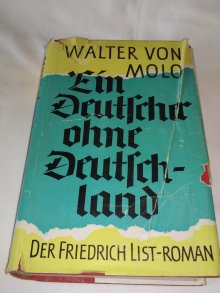 WALTER VON
MOLO
Ein
Deutscher
ohne
Deutsch-
land
DER FRIEDRICH LIST-ROMAN